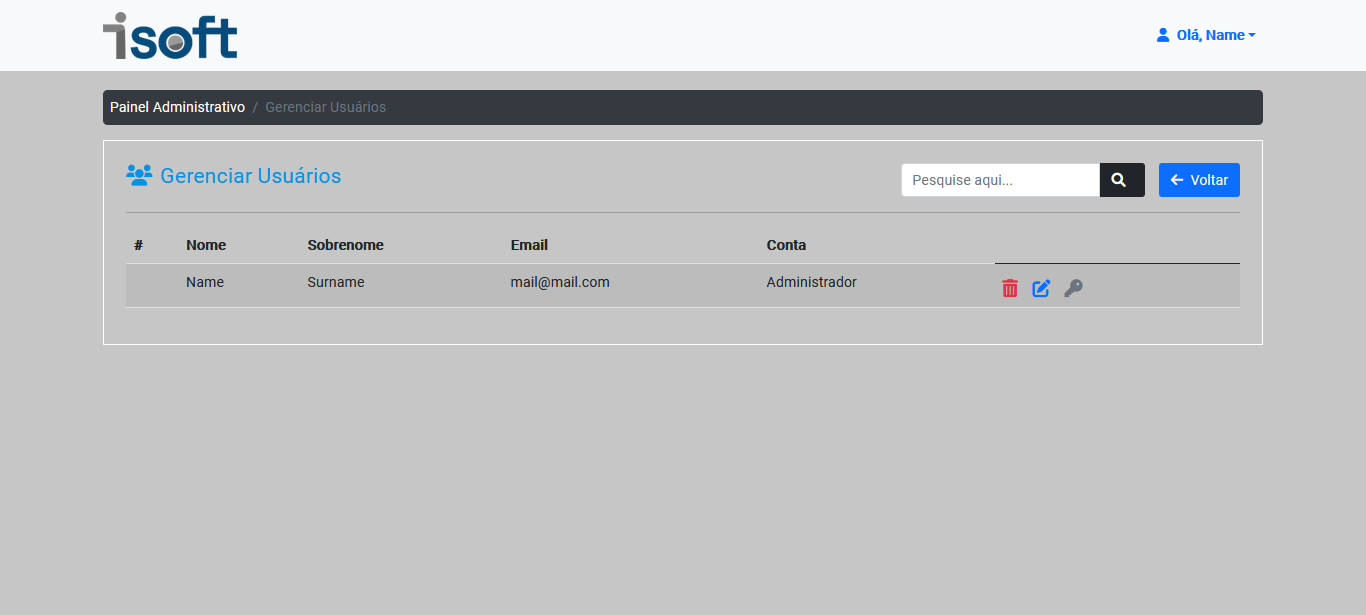 isoft
Olá, Name
Painel Administrativo / Gerenciar Usuários
Gerenciar Usuários
Pesquise aqui...
Voltar
# Nome Sobrenome Email Conta
Name Surname mail@mail.com Administrador